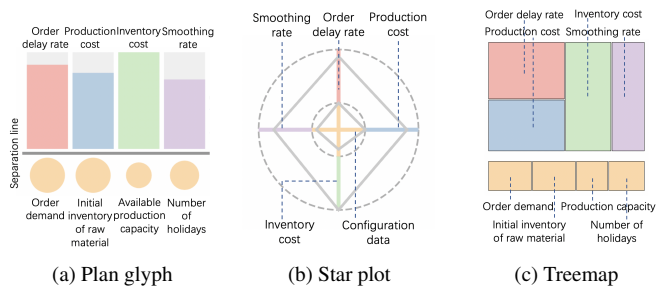 Order
delay rate
Production
cost
Inventory
cost
Smoothing
rate
Separation line
Order
demand
Initial
inventory
of raw
material
Available
production
capacity
Number
of
holidays
(a) Plan glyph
Smoothing
rate
Order
delay rate
Production
cost
Inventory
cost
Configuration
data
(b) Star plot
Order delay rate
Inventory cost
Production cost
Smoothing rate
Order demand
Production capacity
Initial inventory
of raw material
Number of
holidays
(c) Treemap